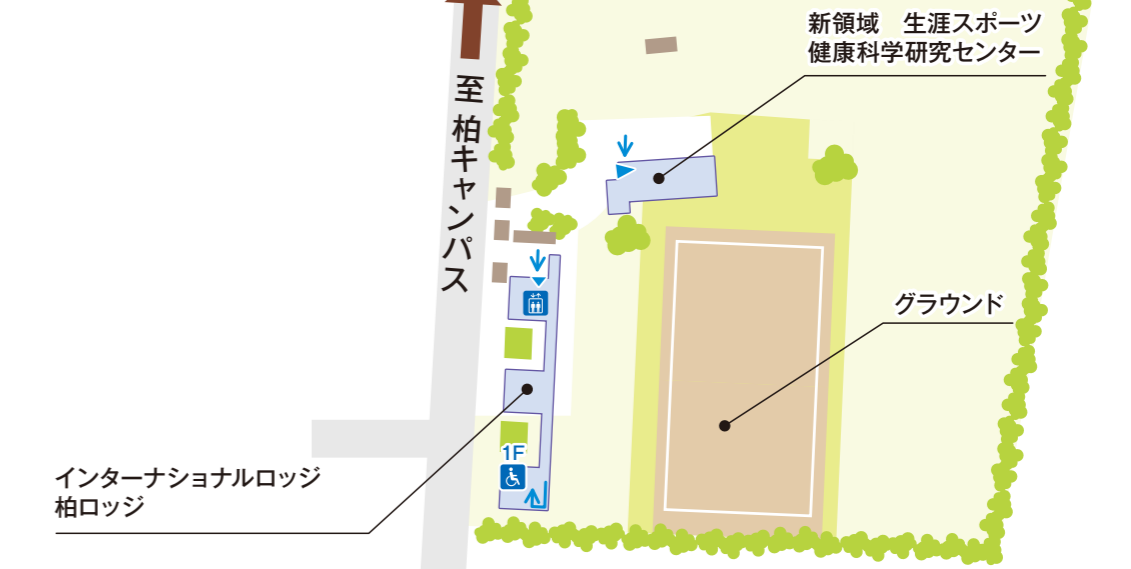 新領域　生涯スポーツ
健康科学研究センター
至 柏キャンパス
グラウンド
1F
インターナショナルロッジ
柏ロッジ